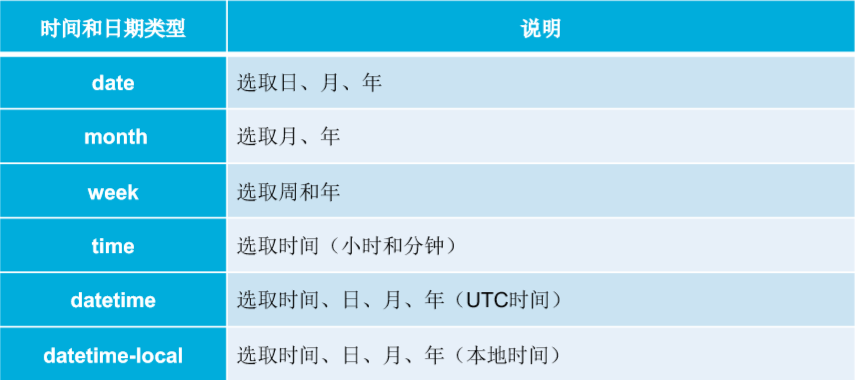 时间和日期类型 说明
date 选取日、月、年
month 选取月、年
week 选取周和年
time 选取时间（小时和分钟）
datetime 选取时间、日、月、年（UTC时间）
datetime-local 选取时间、日、月、年（本地时间）